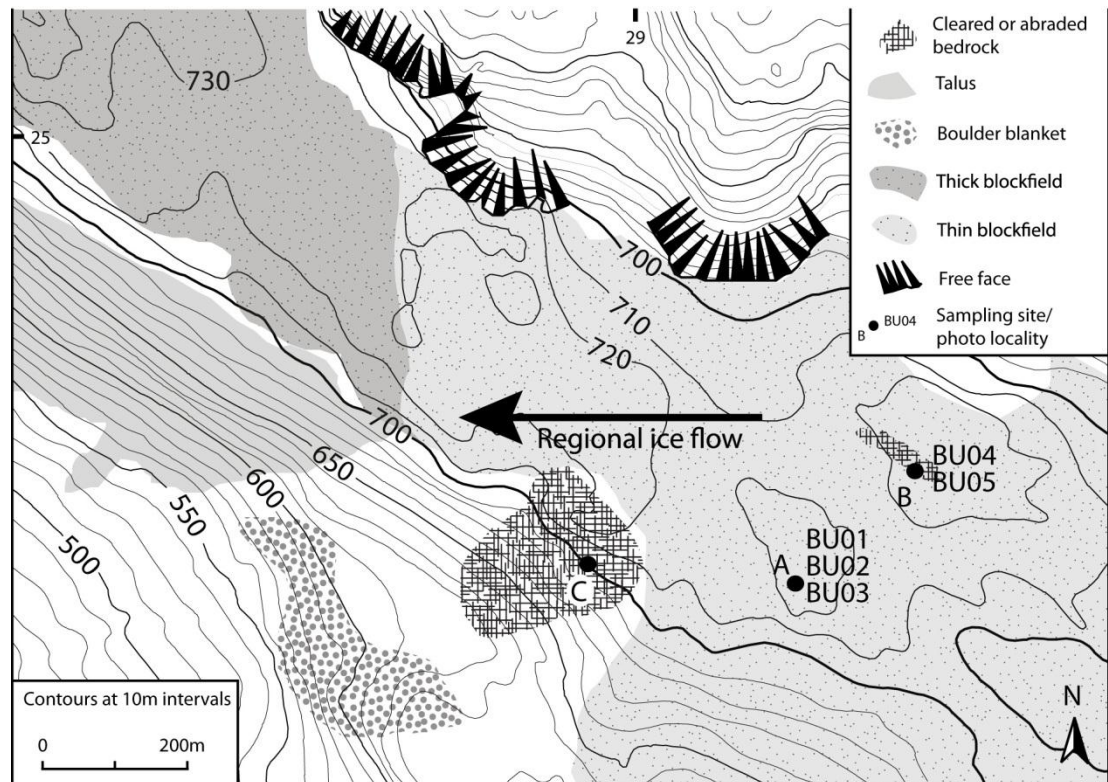 29
25
730
700
710
720
700
650
600
550
500
Regional ice flow
BU04
BU05
B
BU01
A BU02
BU03
C
Cleared or abraded
bedrock
Talus
Boulder blanket
Thick blockfield
Thin blockfield
Free face
BU04
B
Sampling site/
photo locality
Contours at 10m intervals
0 200m
N